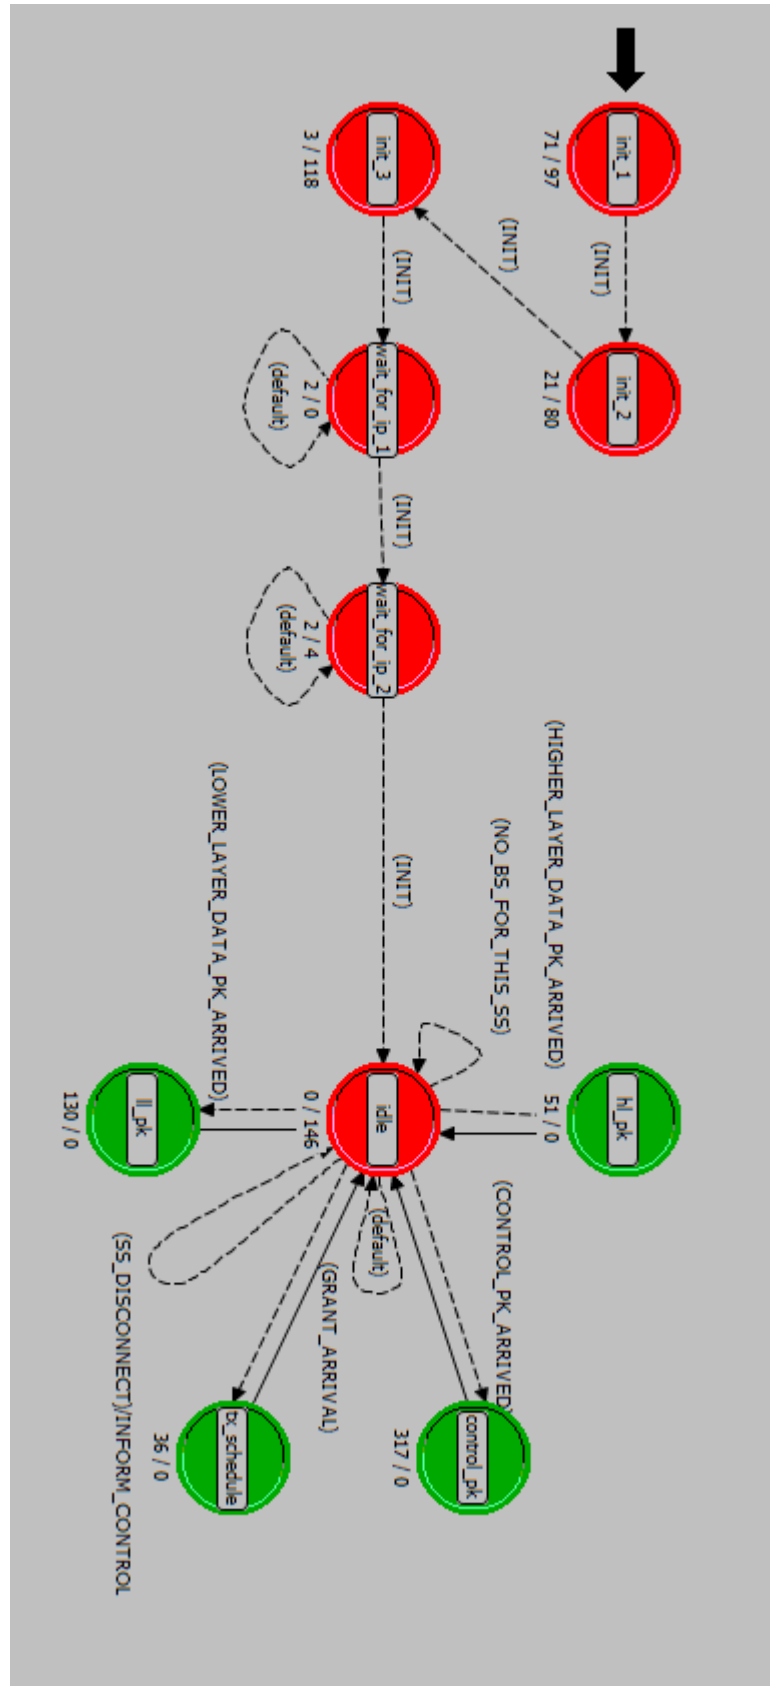 init_1
71 / 97
(INIT)
init_2
21 / 80
(INIT)
init_3
3 / 118
(INIT)
wait_for_ip_1
2 / 0
(default)
(INIT)
wait_for_ip_2
2 / 4
(default)
(INIT)
(HIGHER_LAYER_DATA_PK_ARRIVED)
hl_pk
51 / 0
(NO_BS_FOR_THIS_SS)
idle
0 / 146
(LOWER_LAYER_DATA_PK_ARRIVED)
ll_pk
130 / 0
(CONTROL_PK_ARRIVED)
control_pk
317 / 0
(default)
(GRANT_ARRIVAL)
tx_schedule
36 / 0
(SS_DISCONNECT)/INFORM_CONTROL